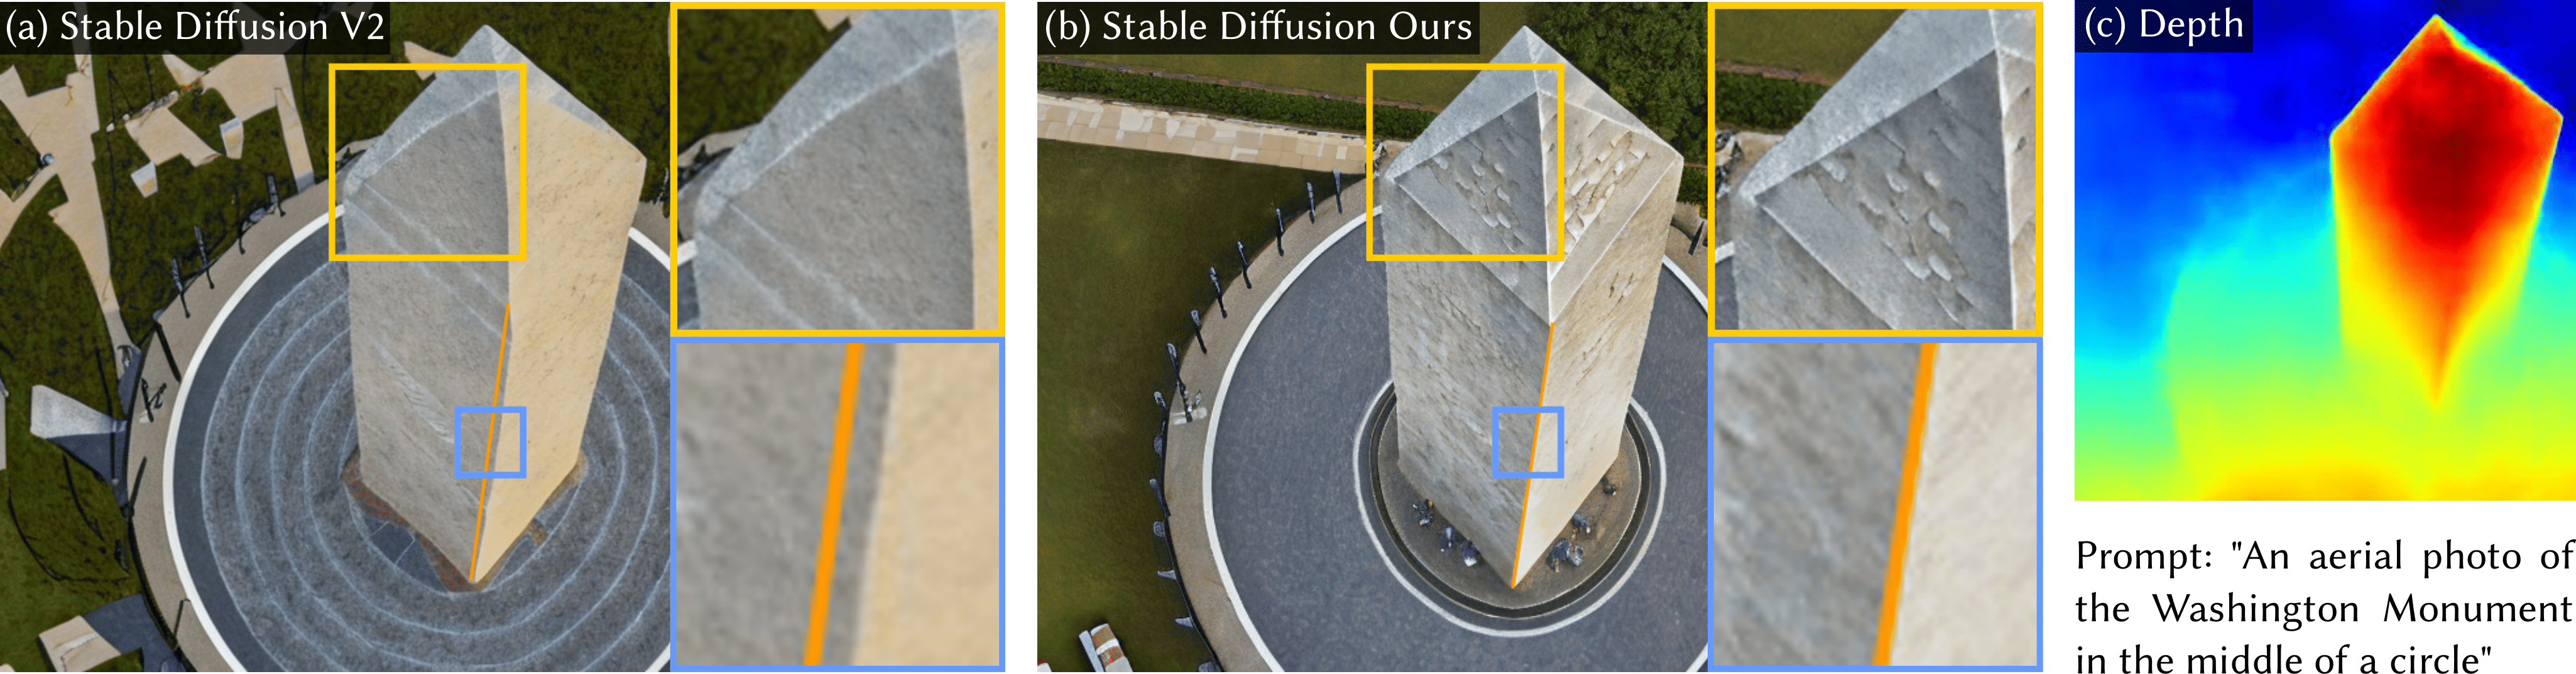 (a) Stable Diffusion V2
(b) Stable Diffusion Ours
(c) Depth
Prompt: "An aerial photo of
the Washington Monument
in the middle of a circle"